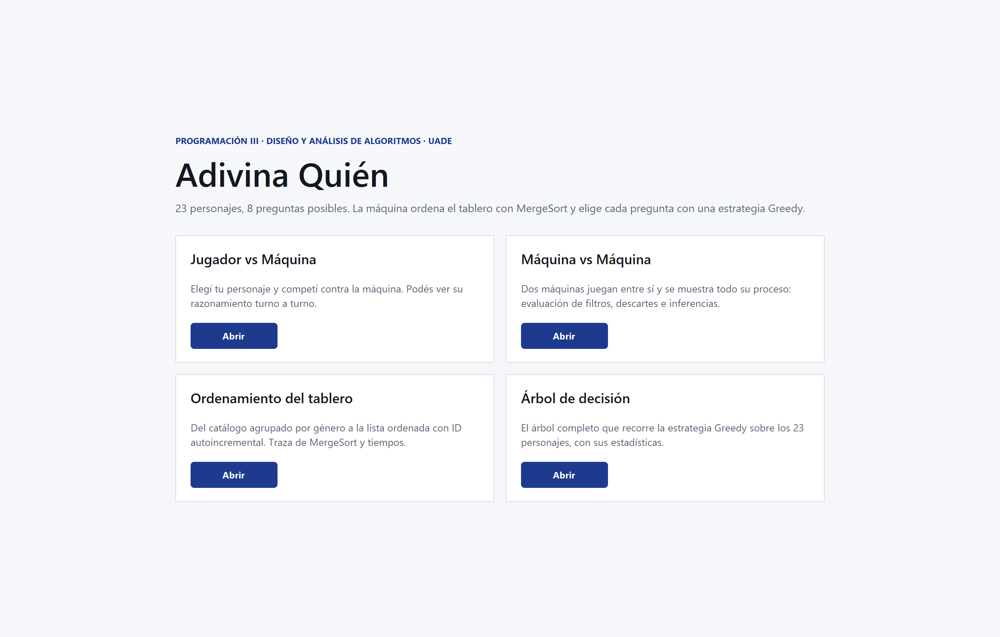 PROGRAMACIÓN III · DISEÑO Y ANÁLISIS DE ALGORITMOS · UADE
Adivina Quién
23 personajes, 8 preguntas posibles. La máquina ordena el tablero con MergeSort y elige cada pregunta con una estrategia Greedy.
Jugador vs Máquina
Elegí tu personaje y competí contra la máquina. Podés ver su
razonamiento turno a turno.
Abrir
Máquina vs Máquina
Dos máquinas juegan entre sí y se muestra todo su proceso:
evaluación de filtros, descartes e inferencias.
Abrir
Ordenamiento del tablero
Del catálogo agrupado por género a la lista ordenada con ID
autoincremental. Traza de MergeSort y tiempos.
Abrir
Árbol de decisión
El árbol completo que recorre la estrategia Greedy sobre los 23
personajes, con sus estadísticas.
Abrir